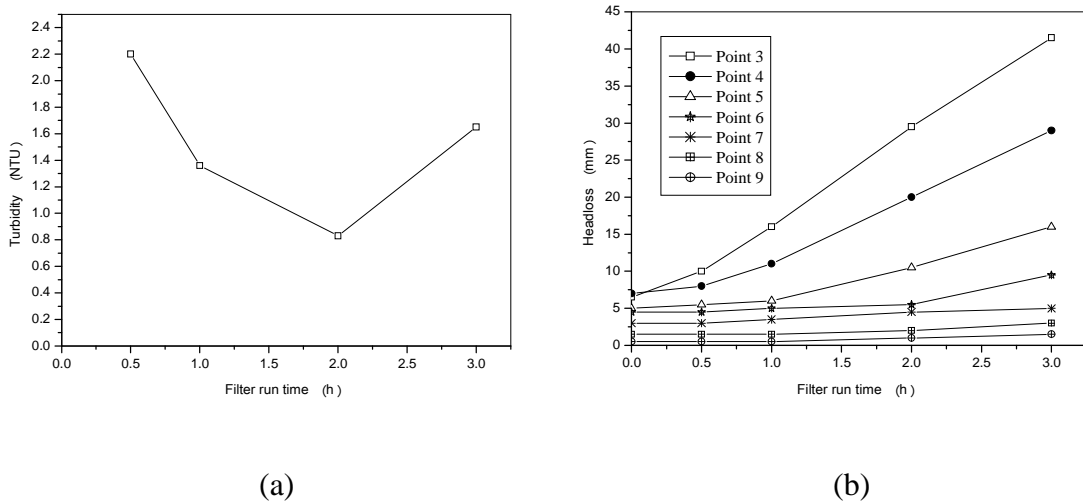 2.4
2.2
2.0
1.8
1.6
1.4
1.2
1.0
0.8
0.6
0.4
0.2
0.0
Turbidity (NTU)
0.0 0.5 1.0 1.5 2.0 2.5 3.0
Filter run time (h)
(a)
45
40
35
30
25
20
15
10
5
0
Headloss (mm)
Point 3
Point 4
Point 5
Point 6
Point 7
Point 8
Point 9
0.0 0.5 1.0 1.5 2.0 2.5 3.0
Filter run time (h)
(b)